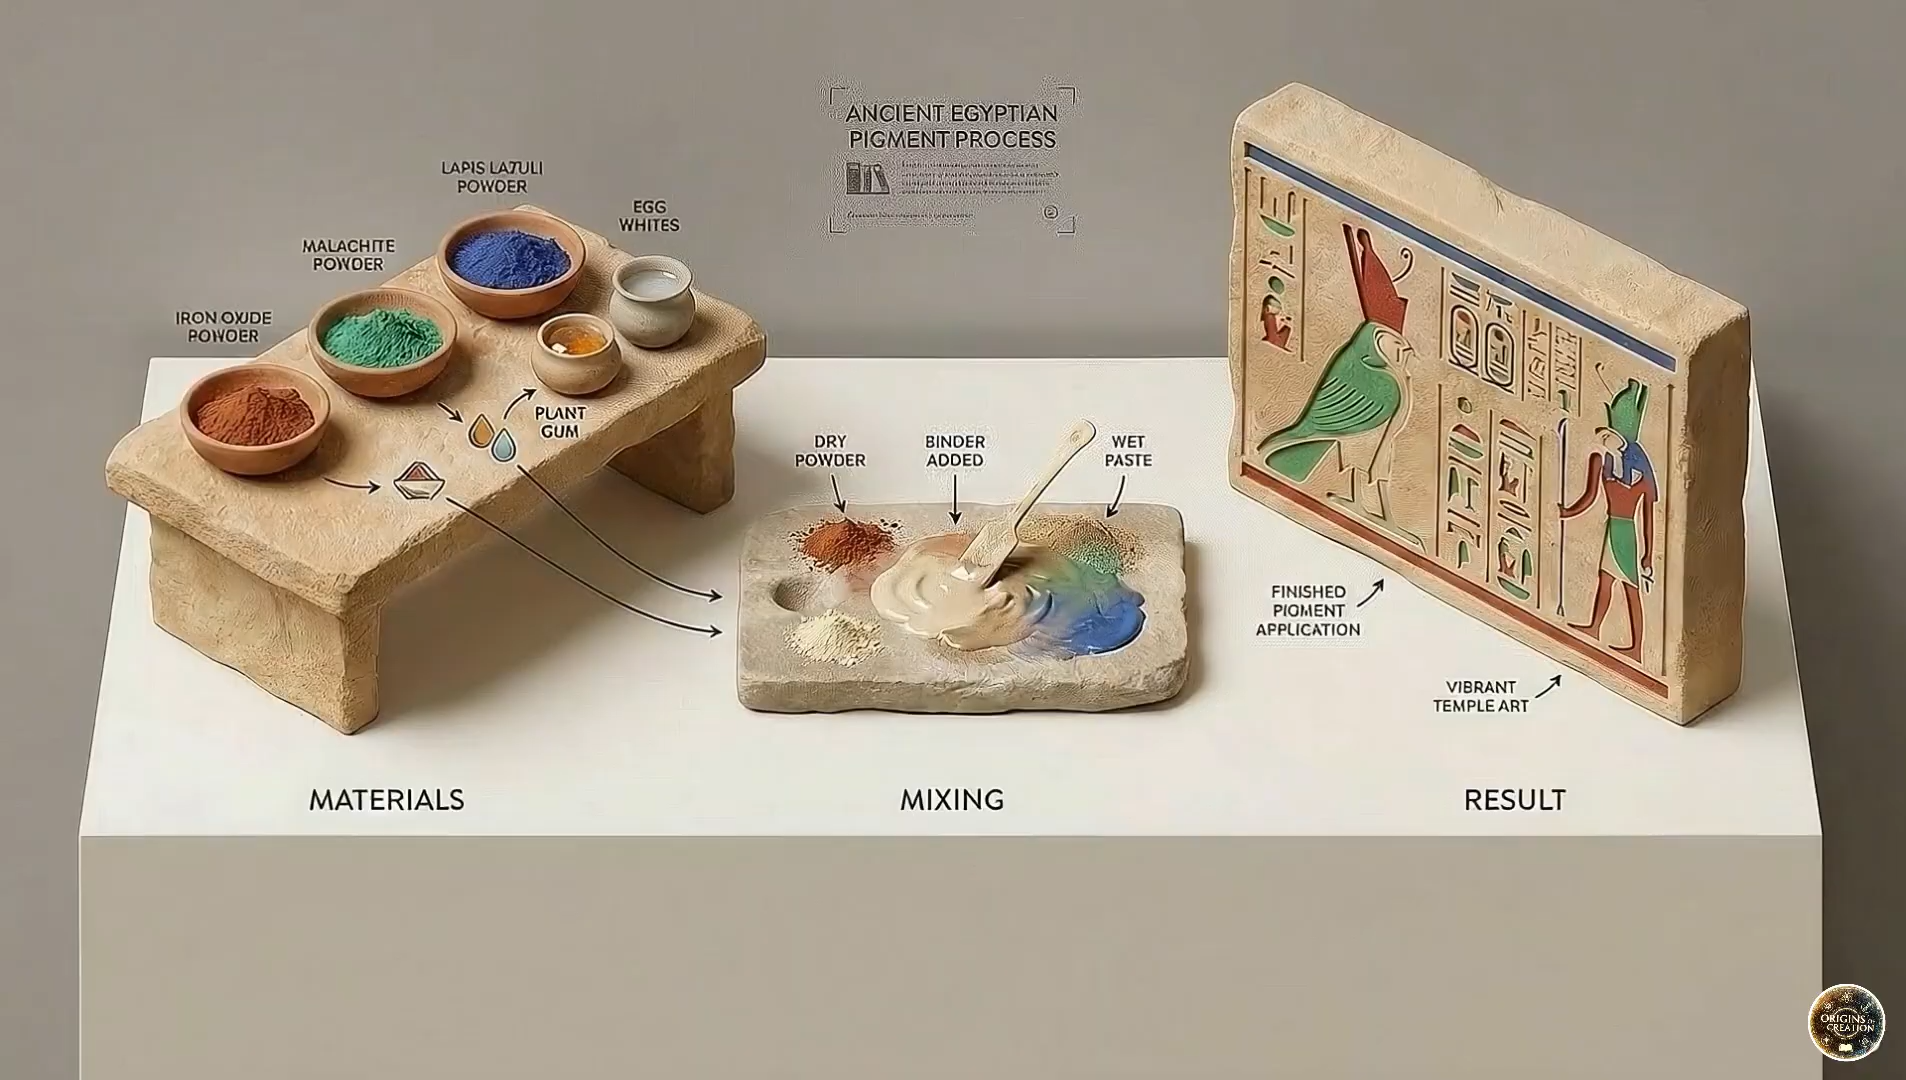 ANCIENT EGYPTIAN
PIGMENT PROCESS
LAPIS LAZULI
POWDER
EGG
WHITES
MALACHITE
POWDER
IRON OXIDE
POWDER
PLANT
GUM
DRY
POWDER
BINDER
ADDED
WET
PASTE
FINISHED
PIGMENT
APPLICATION
VIBRANT
TEMPLE ART
MATERIALS
MIXING
RESULT
ORIGINS OF
CREATION